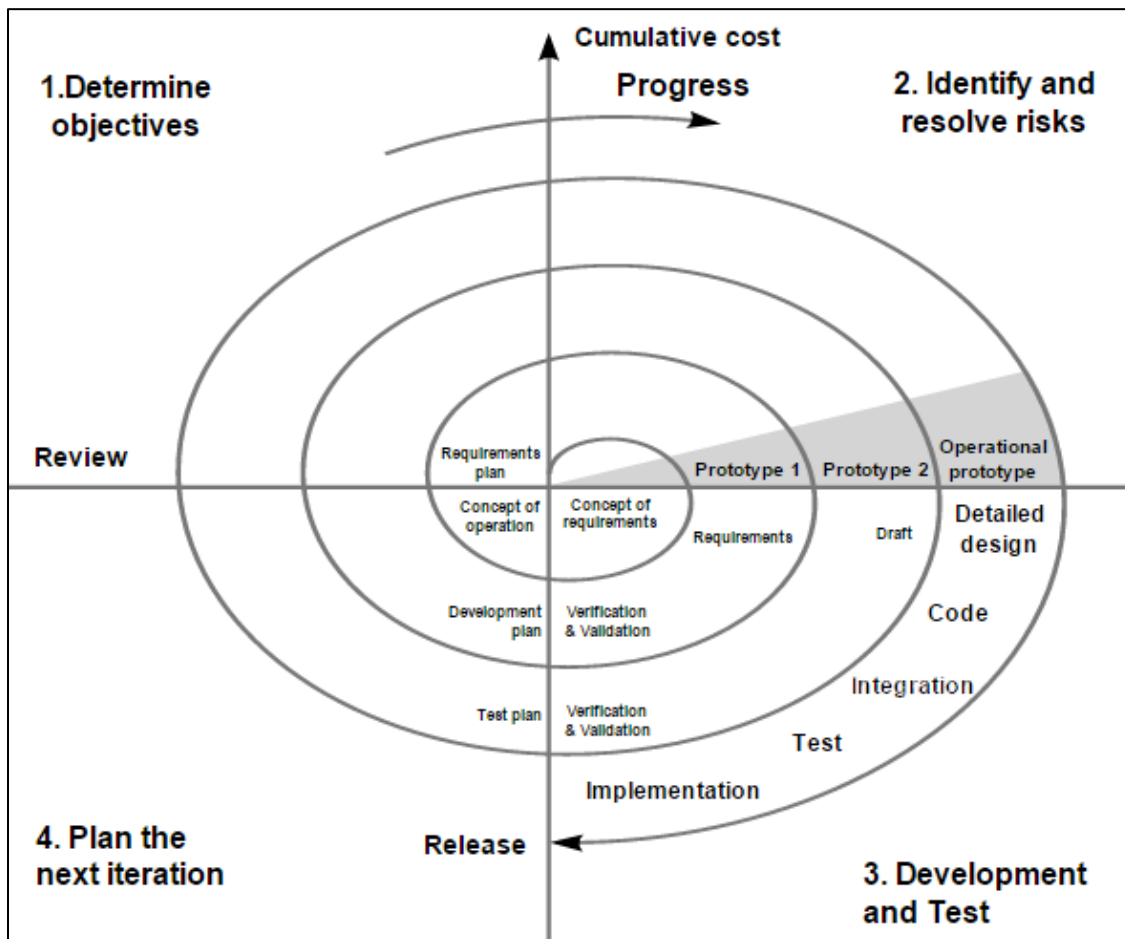 Cumulative cost
Progress
1.Determine
objectives
2. Identify and
resolve risks
Review
Requirements
plan
Prototype 1
Prototype 2
Operational
prototype
Concept of
operation
Concept of
requirements
Requirements
Draft
Detailed
design
Development
plan
Verification
& Validation
Code
Integration
Test plan
Verification
& Validation
Test
Implementation
Release
4. Plan the
next iteration
3. Development
and Test